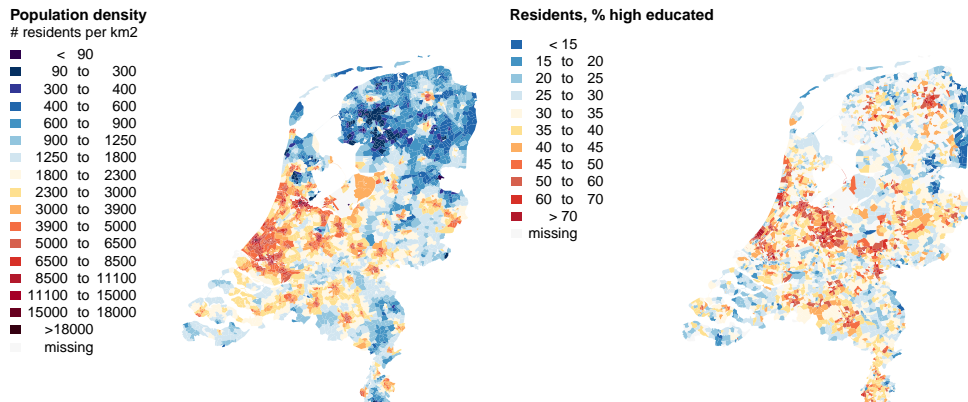 Population density
# residents per km2
< 90
90 to 300
300 to 400
400 to 600
600 to 900
900 to 1250
1250 to 1800
1800 to 2300
2300 to 3000
3000 to 3900
3900 to 5000
5000 to 6500
6500 to 8500
8500 to 11100
11100 to 15000
15000 to 18000
>18000
missing
Residents, % high educated
< 15
15 to 20
20 to 25
25 to 30
30 to 35
35 to 40
40 to 45
45 to 50
50 to 60
60 to 70
> 70
missing